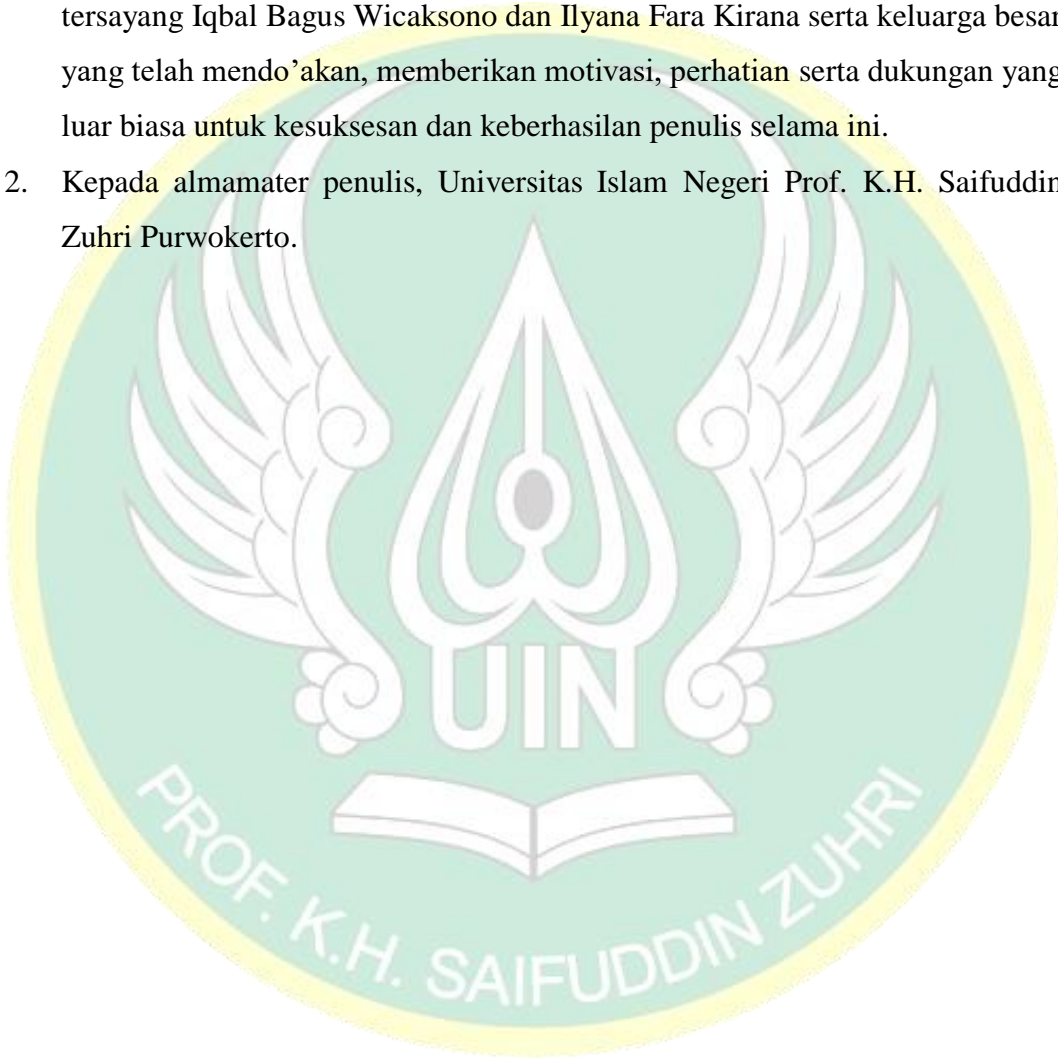 tersayang Iqbal Bagus Wicaksono dan Ilyana Fara Kirana serta keluarga besar
yang telah mendo’akan, memberikan motivasi, perhatian serta dukungan yang
luar biasa untuk kesuksesan dan keberhasilan penulis selama ini.
2. Kepada almamater penulis, Universitas Islam Negeri Prof. K.H. Saifuddin
Zuhri Purwokerto.
UIN
PROF. K.H. SAIFUDDIN ZUHRI